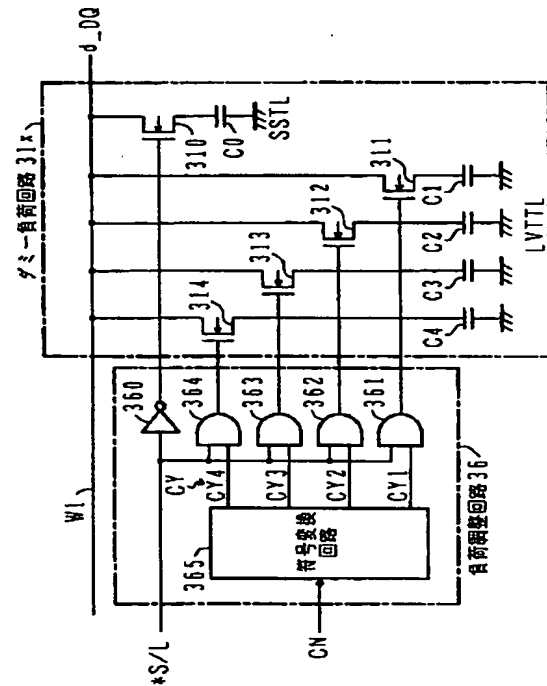 ダミー負荷回路 31x
W1
d_DQ
*S/L
360
310
C0
SSTL
CY
364
314
CY4
363
313
CY3
362
312
CY2
361
311
CY1
365
符号変換
回路
CN
C4
C3
C2
C1
LVTTL
負荷調整回路 36